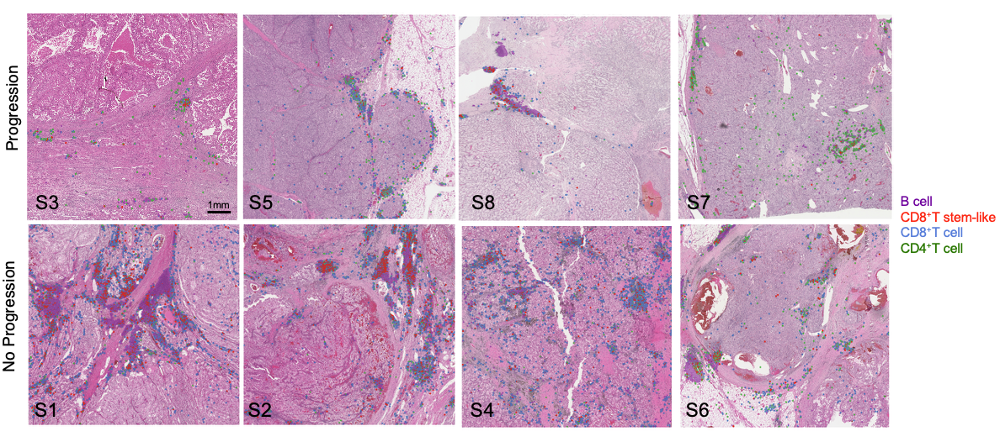 Progression
S3
1mm
S5
S8
S7
B cell
CD8⁺T stem-like
CD8⁺T cell
CD4⁺T cell
No Progression
S1
S2
S4
S6